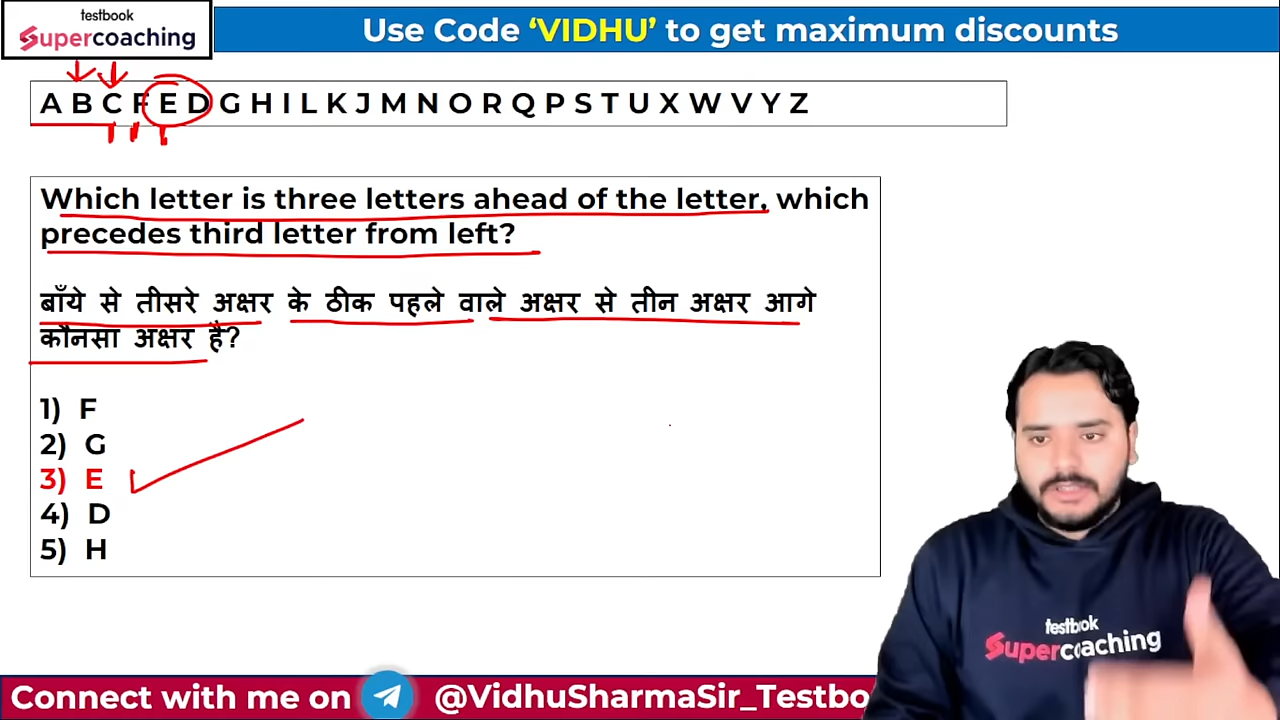 testbook
Supercoaching
Use Code ‘VIDHU’ to get maximum discounts
A B C F E D G H I L K J M N O R Q P S T U X W V Y Z
Which letter is three letters ahead of the letter, which
precedes third letter from left?
बाँये से तीसरे अक्षर के ठीक पहले वाले अक्षर से तीन अक्षर आगे
कौनसा अक्षर है?
1) F
2) G
3) E
4) D
5) H
testbook
Supercoaching
Connect with me on @VidhuSharmaSir_Testbo